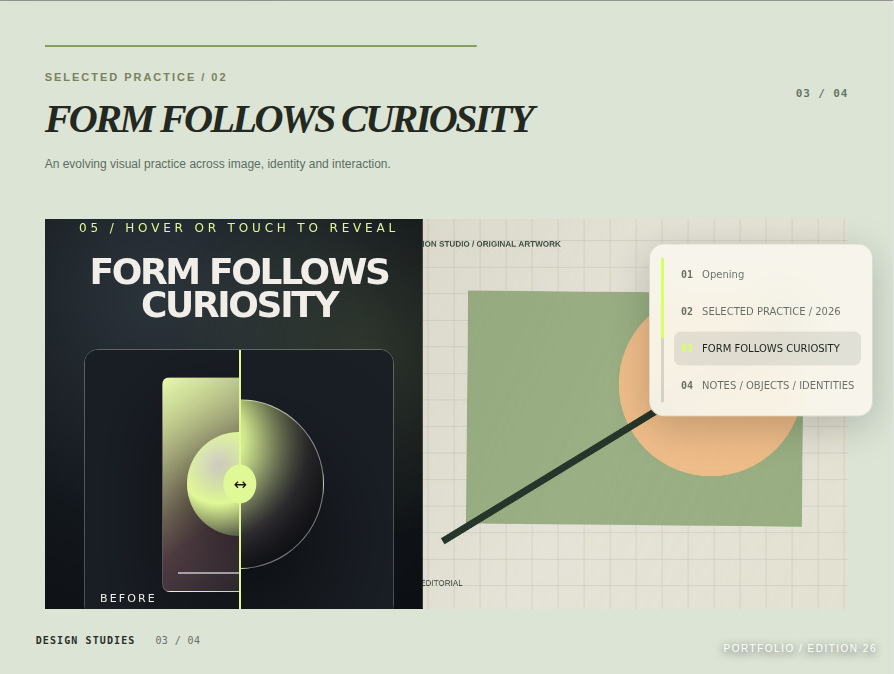 SELECTED PRACTICE / 02
03 / 04
FORM FOLLOWS CURIOSITY
An evolving visual practice across image, identity and interaction.
05 / HOVER OR TOUCH TO REVEAL
FORM FOLLOWS
CURIOSITY
BEFORE
STUDIO / ORIGINAL ARTWORK
EDITORIAL
01 Opening
02 SELECTED PRACTICE / 2026
03 FORM FOLLOWS CURIOSITY
04 NOTES / OBJECTS / IDENTITIES
DESIGN STUDIES 03 / 04
PORTFOLIO / EDITION 26